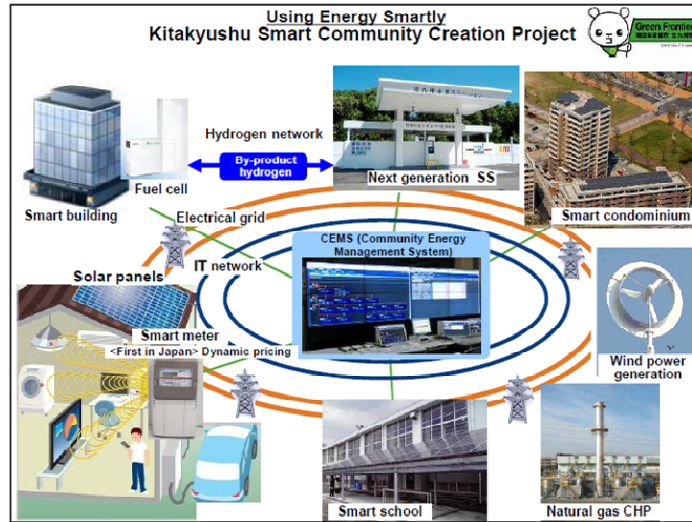 Using Energy Smartly
Kitakyushu Smart Community Creation Project
Green Frontier
Hydrogen network
By-product
hydrogen
Fuel cell
Smart building
Next generation SS
Smart condominium
Electrical grid
CEMS (Community Energy
Management System)
IT network
Solar panels
Smart meter
<First in Japan> Dynamic pricing
Wind power
generation
Smart school
Natural gas CHP